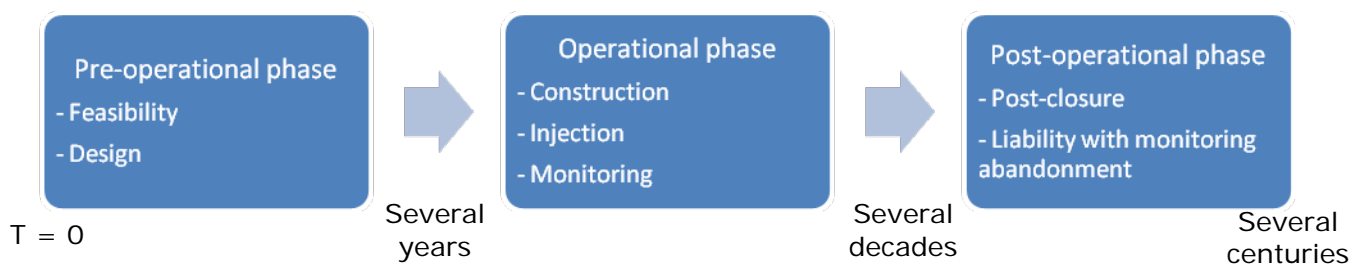 Pre-operational phase
- Feasibility
- Design
Operational phase
- Construction
- Injection
- Monitoring
Post-operational phase
- Post-closure
- Liability with monitoring
abandonment
T = 0
Several
years
Several
decades
Several
centuries